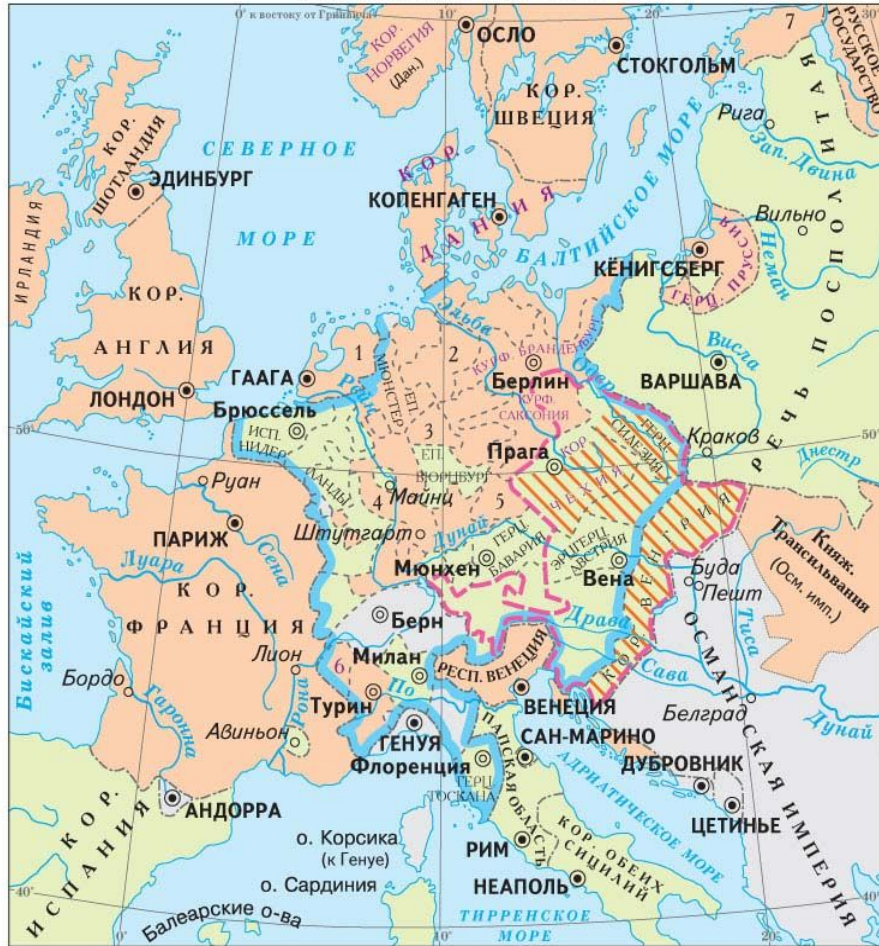 0° к востоку от Гринвича
10
20
7
РУССКОЕ
ГОСУДАРСТВО
КОР.
НОРВЕГИЯ
(Дан.)
ОСЛО
СТОКГОЛЬМ
КОР.
ШВЕЦИЯ
Рига
Зап. Двина
КОР.
ШОТЛАНДИЯ
ЭДИНБУРГ
СЕВЕРНОЕ
МОРЕ
КОР.
ДАНИЯ
КОПЕНГАГЕН
БАЛТИЙСКОЕ МОРЕ
Вильно
Неман
РЕЧЬ ПОСПОЛИТАЯ
ИРЛАНДИЯ
КЁНИГСБЕРГ
ГЕРЦ. ПРУССИЯ
КОР.
АНГЛИЯ
ЛОНДОН
ГААГА
1
2
Эльба
КУРФ. БРАНДЕНБУРГ
Берлин
Одер
Висла
ВАРШАВА
Рейн
ЕП.
МЮНСТЕР
Брюссель
КУРФ.
САКСОНИЯ
50°
ИСП.
НИДЕРЛАНДЫ
3
ЕП.
ВЮРЦБУРГ
Прага
КОР.
ЧЕХИЯ
ГЕРЦ.
СИЛЕЗИЯ
Краков
50°
Днестр
Руан
4
Майнц
5
ПАРИЖ
Сена
Штутгарт
Дунай
ГЕРЦ.
БАВАРИЯ
Мюнхен
ЭРЦГЕРЦ.
АВСТРИЯ
Вена
КОР. ВЕНГРИЯ
Княж.
Трансильвания
(Осм. имп.)
Луара
Бискайский
залив
КОР.
ФРАНЦИЯ
Берн
Буда
Пешт
Драва
Тиса
Лион
Милан
РЕСП. ВЕНЕЦИЯ
Сава
ОСМАНСКАЯ ИМПЕРИЯ
Бордо
Гаронна
6
Турин
По
ВЕНЕЦИЯ
Белград
Дунай
Авиньон
Рона
ГЕНУЯ
САН-МАРИНО
Флоренция
ГЕРЦ.
ТОСКАНА
ПАПСКАЯ ОБЛАСТЬ
АДРИАТИЧЕСКОЕ МОРЕ
ДУБРОВНИК
ЦЕТИНЬЕ
АНДОРРА
КОР.
ИСПАНИЯ
о. Корсика
(к Генуе)
РИМ
КОР. ОБЕИХ
СИЦИЛИЙ
о. Сардиния
НЕАПОЛЬ
40°
40°
Балеарские о-ва
ТИРРЕНСКОЕ
МОРЕ
0°
10°
20°